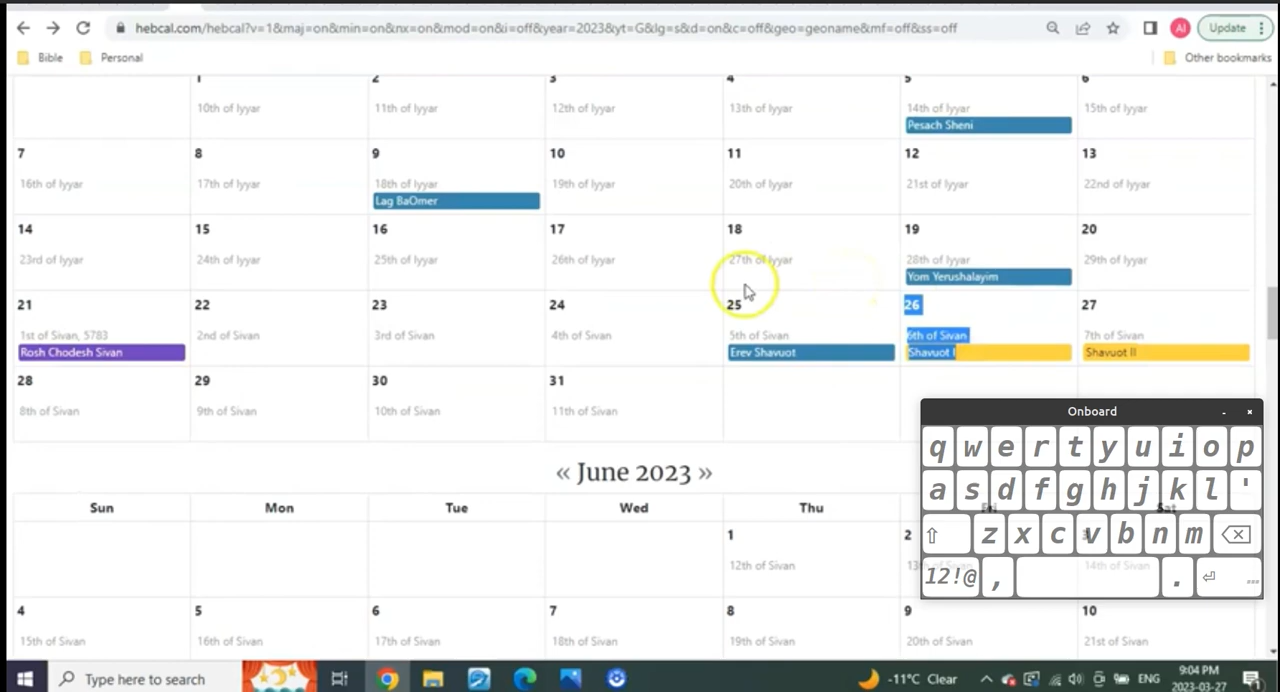 hebcal.com/hebcal?v=1&maj=on&min=on&nx=on&mod=on&i=off&year=2023&yt=G&lg=s&d=on&c=off&geo=geoname&mf=off&ss=off AI Update
Bible Personal Other bookmarks
1 2 3 4 5 6
10th of Iyyar 11th of Iyyar 12th of Iyyar 13th of Iyyar 14th of Iyyar 15th of Iyyar
Pesach Sheni
7 8 9 10 11 12 13
16th of Iyyar 17th of Iyyar 18th of Iyyar 19th of Iyyar 20th of Iyyar 21st of Iyyar 22nd of Iyyar
Lag BaOmer
14 15 16 17 18 19 20
23rd of Iyyar 24th of Iyyar 25th of Iyyar 26th of Iyyar 27th of Iyyar 28th of Iyyar 29th of Iyyar
Yom Yerushalayim
21 22 23 24 25 26 27
1st of Sivan, 5783 2nd of Sivan 3rd of Sivan 4th of Sivan 5th of Sivan 6th of Sivan 7th of Sivan
Rosh Chodesh Sivan Erev Shavuot Shavuot I Shavuot II
28 29 30 31
8th of Sivan 9th of Sivan 10th of Sivan 11th of Sivan
Onboard
q w e r t y u i o p
a s d f g h j k l '
z x c v b n m
12!@ , . ...
« June 2023 »
Sun Mon Tue Wed Thu Fri Sat
1 2 3
12th of Sivan 14th of Sivan
4 5 6 7 8 9 10
15th of Sivan 16th of Sivan 17th of Sivan 18th of Sivan 19th of Sivan 20th of Sivan 21st of Sivan
Type here to search -11°C Clear ENG 9:04 PM
2023-03-27